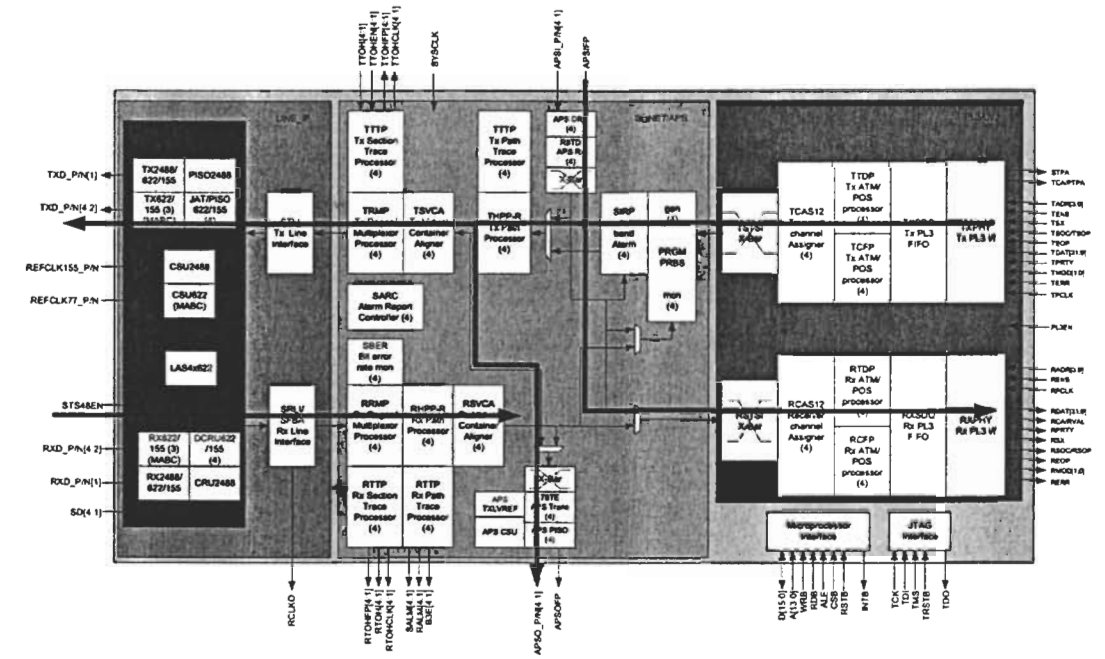 TTOH[4:1]
TTOHEN[4:1]
TTOHFP[4:1]
TTOHCLK[4:1]
SYSCLK
APSI_P/N[4:1]
APSIFP
LINE_IF
SONET/APS
TXD_P/N[1]
TXD_P/N[4:2]
REFCLK155_P/N
REFCLK77_P/N
STS48EN
RXD_P/N[4:2]
RXD_P/N[1]
SD[4:1]
TX2488/
622/155
PISO2488
TX622/
155 (3)
(MABC)
JAT/PISO
622/155
CSU2488
CSU622
(MABC)
LAS4x622
RX622/
155 (3)
(MABC)
DCRU622
/155
(4)
RX2488/
622/155
CRU2488
Tx Line
Interface
SRLI/
Rx Line
Interface
TTTP
Tx Section
Trace
Processor
(4)
TRMP
Multiplexor
Processor
(4)
TSVCA
Container
Aligner
(4)
TTTP
Tx Path
Trace
Processor
(4)
THPP-R
Tx Path
Processor
(4)
(4)
RSTD
(4)
X-Bar
SIRP
band
Alarm
(4)
gen
PRGM
PRBS
mon
(4)
SARC
Alarm Report
Controller (4)
SBER
Bit error
rate mon
(4)
RRMP
Multiplexor
Processor
(4)
RHPP-R
Rx Path
Processor
(4)
RSVCA
Container
Aligner
(4)
RTTP
Rx Section
Trace
Processor
(4)
RTTP
Rx Path
Trace
Processor
(4)
APS
TXLVREF
APS CSU
X-Bar
(4)
APS PISO
(4)
X-Bar
TCAS12
channel
Assigner
(4)
TTDP
Tx ATM/
POS
processor
(4)
TCFP
Tx ATM/
POS
processor
(4)
Tx PL3
FIFO
TXPHY
Tx PL3 I/F
RSTSI
X-Bar
RCAS12
Receiver
channel
Assigner
(4)
RTDP
Rx ATM/
POS
processor
RCFP
Rx ATM/
POS
processor
Rx PL3
FIFO
RXPHY
Rx PL3 I/F
STPA
TCA/PTPA
TADR[3:0]
TENB
TSX
TSOC/TSOP
TEOP
TDAT[31:0]
TPRTY
TMOD[1:0]
TERR
TPCLK
PL3EN
RADR[3:0]
RENB
RPCLK
RDAT[31:0]
RCA/RVAL
RPRTY
RSX
RSOC/RSOP
REOP
RMOD[1:0]
RERR
Microprocessor
Interface
JTAG
Interface
RCLKO
RTOHFP[4:1]
RTOH[4:1]
RTOHCLK[4:1]
SALM[4:1]
RALM[4:1]
B3E[4:1]
APSO_P/N[4:1]
APSOFP
D[15:0]
A[13:0]
WRB
RDB
ALE
CSB
RSTB
INTB
TCK
TDI
TMS
TRSTB
TDO